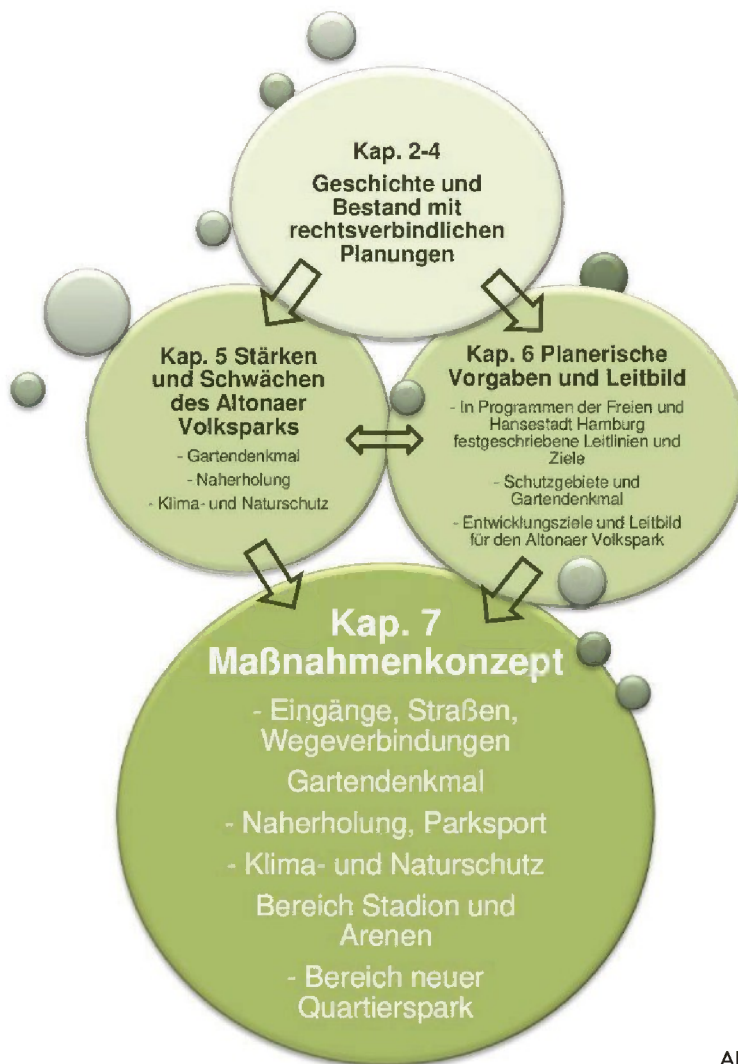 Kap. 2-4
Geschichte und
Bestand mit
rechtsverbindlichen
Planungen
Kap. 5 Stärken
und Schwächen
des Altonaer
Volksparks
- Gartendenkmal
- Naherholung
- Klima- und Naturschutz
Kap. 6 Planerische
Vorgaben und Leitbild
- In Programmen der Freien und
Hansestadt Hamburg
festgeschriebene Leitlinien und
Ziele
- Schutzgebiete und
Gartendenkmal
- Entwicklungsziele und Leitbild
für den Altonaer Volkspark
Kap. 7
Maßnahmenkonzept
- Eingänge, Straßen,
Wegeverbindungen
Gartendenkmal
- Naherholung, Parksport
- Klima- und Naturschutz
Bereich Stadion und
Arenen
- Bereich neuer
Quartierspark